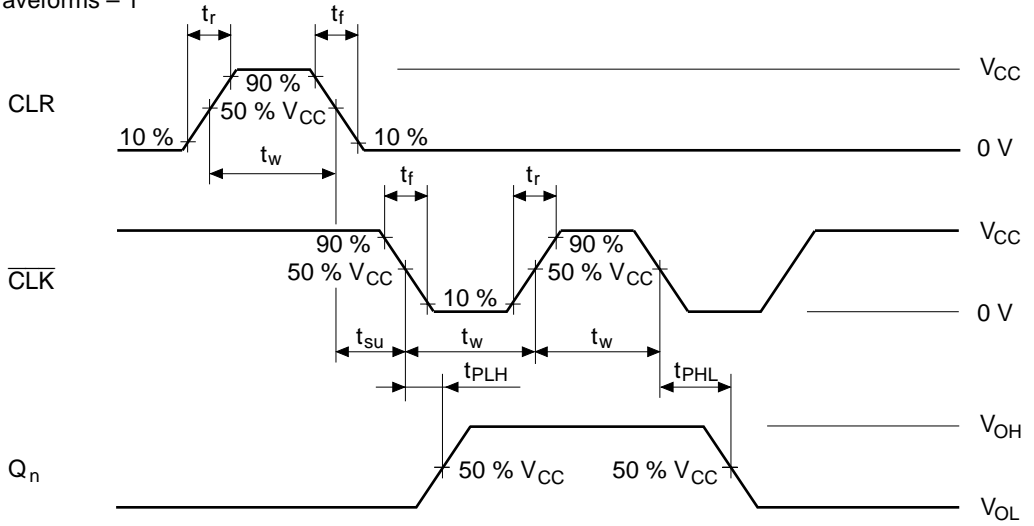 aveforms – 1
tr tf
VCC
90 %
CLR 50 % VCC
10 % 10 % 0 V
tw
tf tr
VCC
90 % 90 %
CLK 50 % VCC 50 % VCC
10 % 0 V
tsu tw tw
tPLH tPHL
VOH
Qn 50 % VCC 50 % VCC
VOL